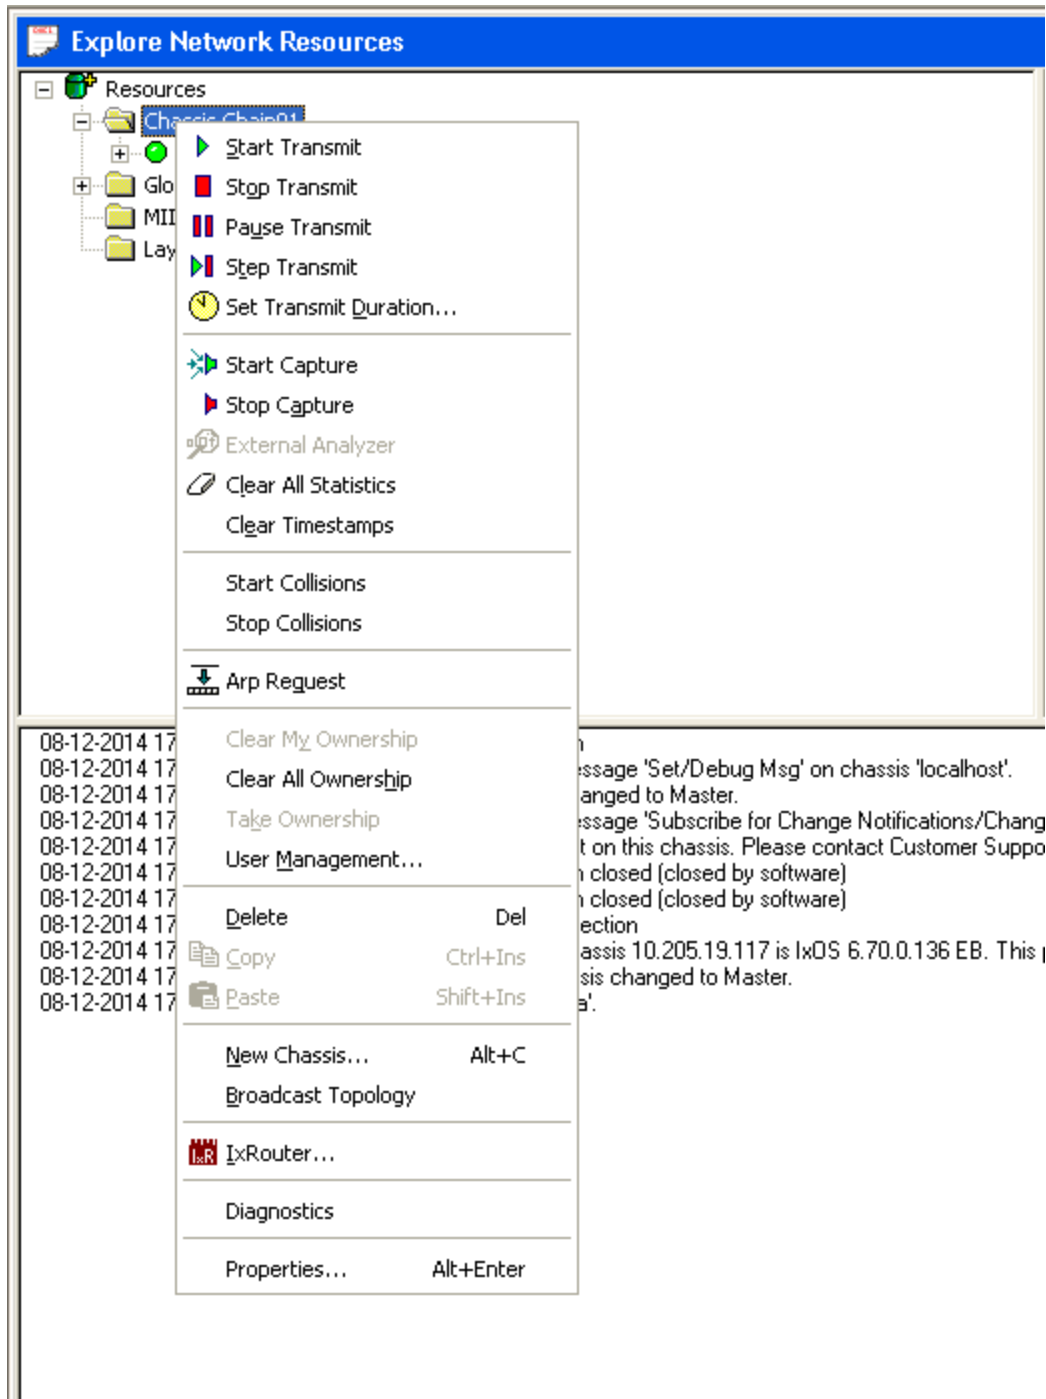 Explore Network Resources
Resources
Chassis Chain01
Start Transmit
Glo
Stop Transmit
MII
Pause Transmit
Lay
Step Transmit
Set Transmit Duration...
Start Capture
Stop Capture
External Analyzer
Clear All Statistics
Clear Timestamps
Start Collisions
Stop Collisions
Arp Request
Clear My Ownership
Clear All Ownership
Take Ownership
User Management...
Delete Del
Copy Ctrl+Ins
Paste Shift+Ins
New Chassis... Alt+C
Broadcast Topology
IxR IxRouter...
Diagnostics
Properties... Alt+Enter
08-12-2014 17
08-12-2014 17 essage 'Set/Debug Msg' on chassis 'localhost'.
08-12-2014 17 anged to Master.
08-12-2014 17 essage 'Subscribe for Change Notifications/Chang
08-12-2014 17 t on this chassis. Please contact Customer Suppo
08-12-2014 17 n closed (closed by software)
08-12-2014 17 n closed (closed by software)
08-12-2014 17 ection
08-12-2014 17 assis 10.205.19.117 is IxOS 6.70.0.136 EB. This p
08-12-2014 17 sis changed to Master.
08-12-2014 17 a'.